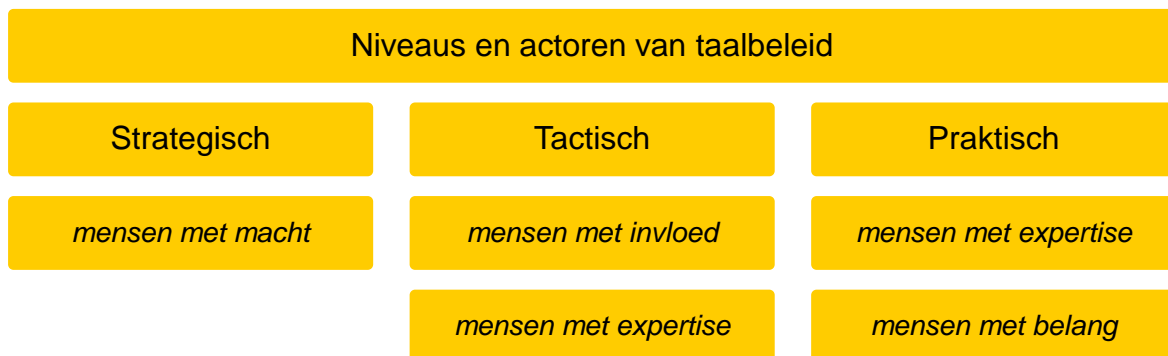 Niveaus en actoren van taalbeleid
Strategisch
Tactisch
Praktisch
mensen met macht
mensen met invloed
mensen met expertise
mensen met expertise
mensen met belang